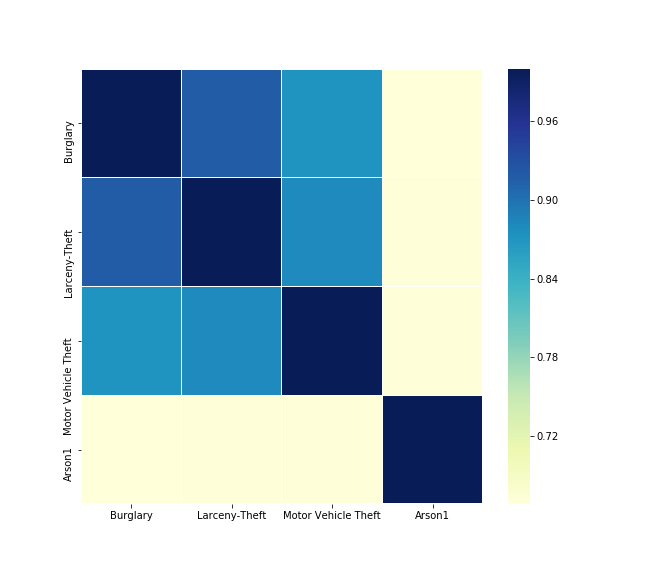 Burglary
Larceny-Theft
Motor Vehicle Theft
Arson1
Burglary
Larceny-Theft
Motor Vehicle Theft
Arson1
0.96
0.90
0.84
0.78
0.72